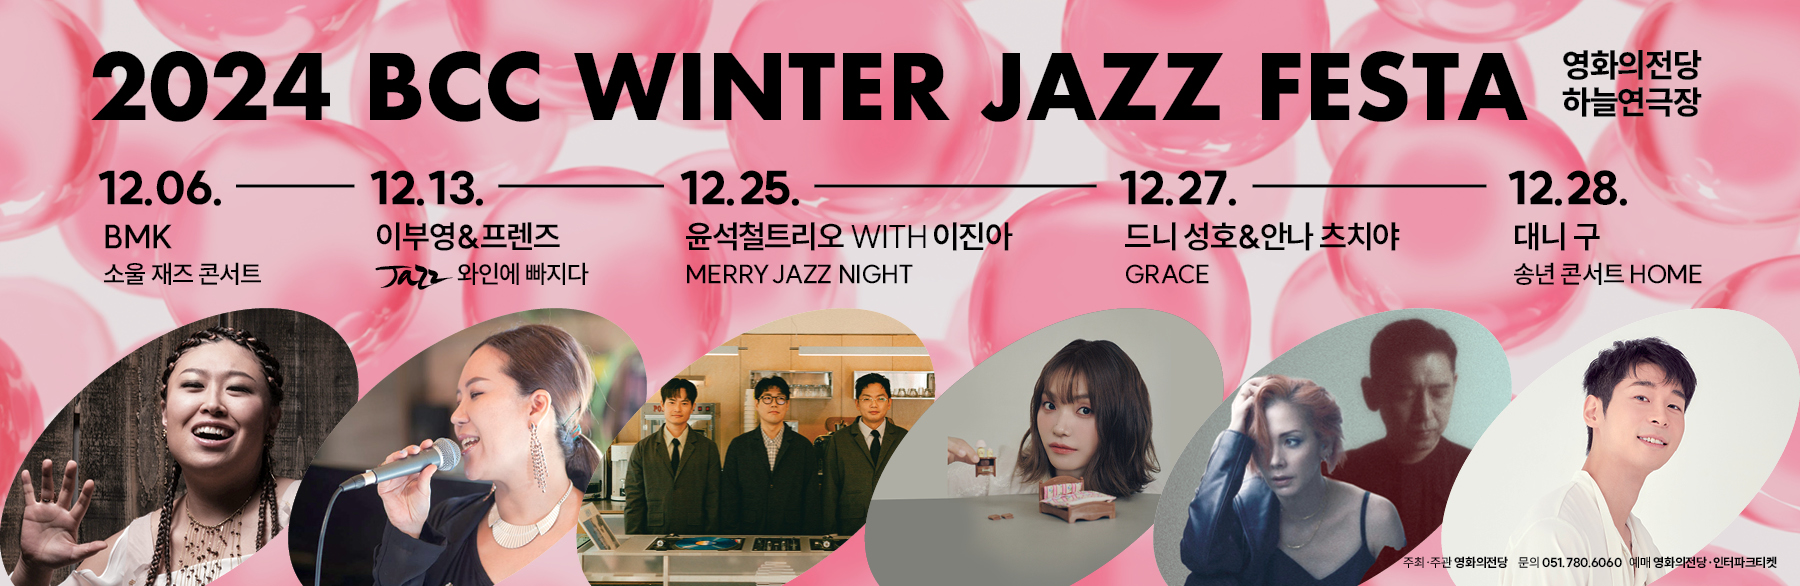 2024 BCC WINTER JAZZ FESTA
영화의전당
하늘연극장
12.06.
BMK
소울 재즈 콘서트
12.13.
이부영&프렌즈
Jazz 와인에 빠지다
12.25.
윤석철트리오 WITH 이진아
MERRY JAZZ NIGHT
12.27.
드니 성호&안나 츠치야
GRACE
12.28.
대니 구
송년 콘서트 HOME
주최·주관 영화의전당 문의 051.780.6060 예매 영화의전당·인터파크티켓